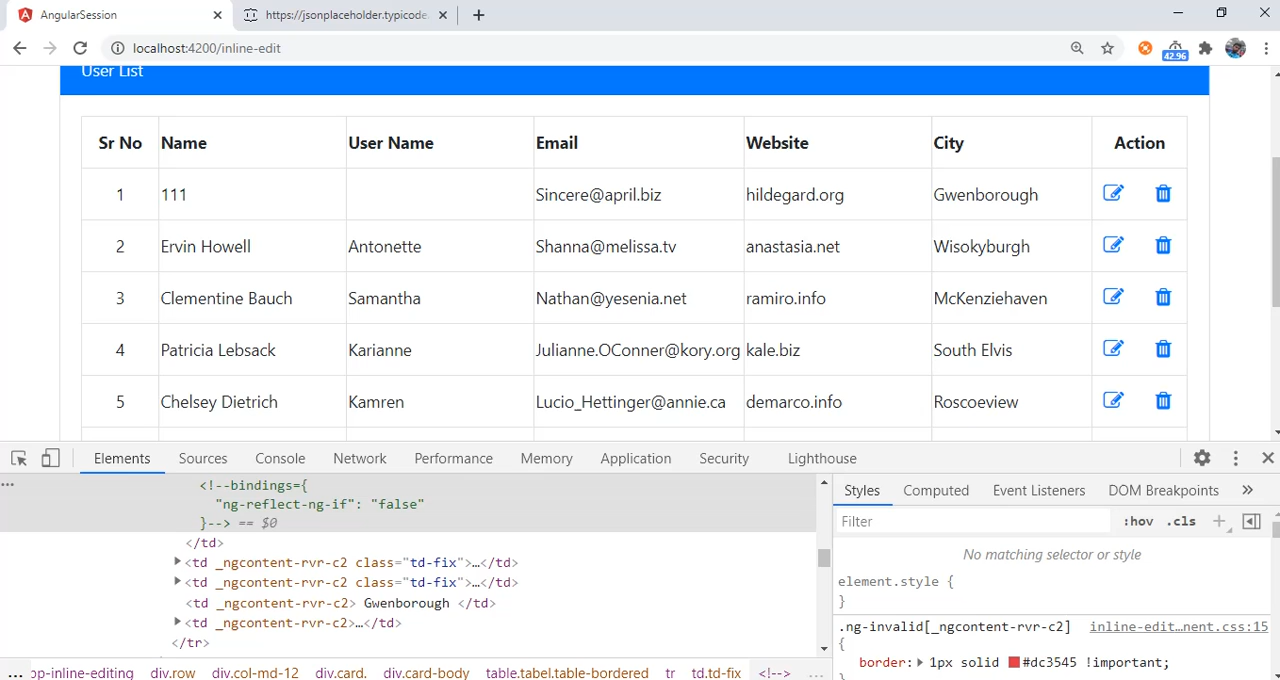 AngularSession
https://jsonplaceholder.typicode.
localhost:4200/inline-edit
42.96
User List
Sr No Name User Name Email Website City Action
1 111 Sincere@april.biz hildegard.org Gwenborough
2 Ervin Howell Antonette Shanna@melissa.tv anastasia.net Wisokyburgh
3 Clementine Bauch Samantha Nathan@yesenia.net ramiro.info McKenziehaven
4 Patricia Lebsack Karianne Julianne.OConner@kory.org kale.biz South Elvis
5 Chelsey Dietrich Kamren Lucio_Hettinger@annie.ca demarco.info Roscoeview
Elements Sources Console Network Performance Memory Application Security Lighthouse
... <!--bindings={
"ng-reflect-ng-if": "false"
}--> == $0
</td>
<td _ngcontent-rvr-c2 class="td-fix">…</td>
<td _ngcontent-rvr-c2 class="td-fix">…</td>
<td _ngcontent-rvr-c2> Gwenborough </td>
<td _ngcontent-rvr-c2>…</td>
</tr>
... pp-inline-editing div.row div.col-md-12 div.card. div.card-body table.tabel.table-bordered tr td.td-fix <!--> ...
Styles Computed Event Listeners DOM Breakpoints »
Filter :hov .cls +
No matching selector or style
element.style {
}
.ng-invalid[_ngcontent-rvr-c2] inline-edit…nent.css:15
{
border: 1px solid #dc3545 !important;
}